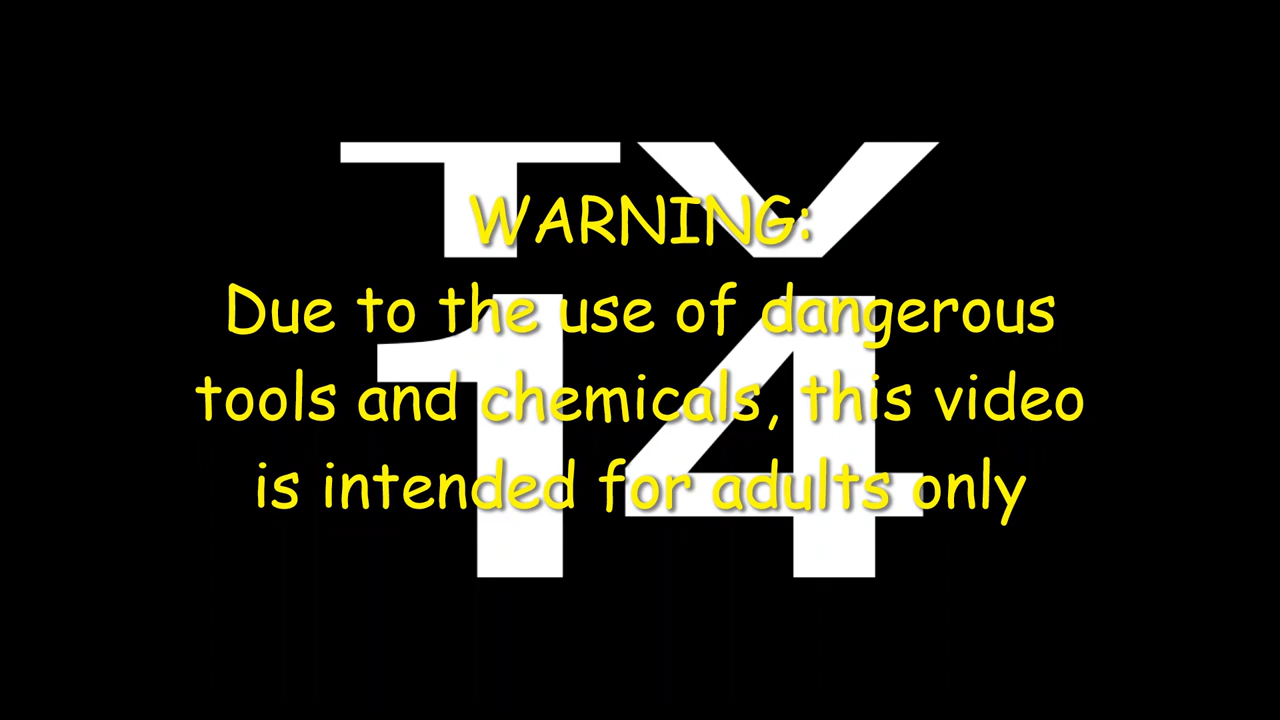 TV
14
WARNING:
Due to the use of dangerous
tools and chemicals, this video
is intended for adults only